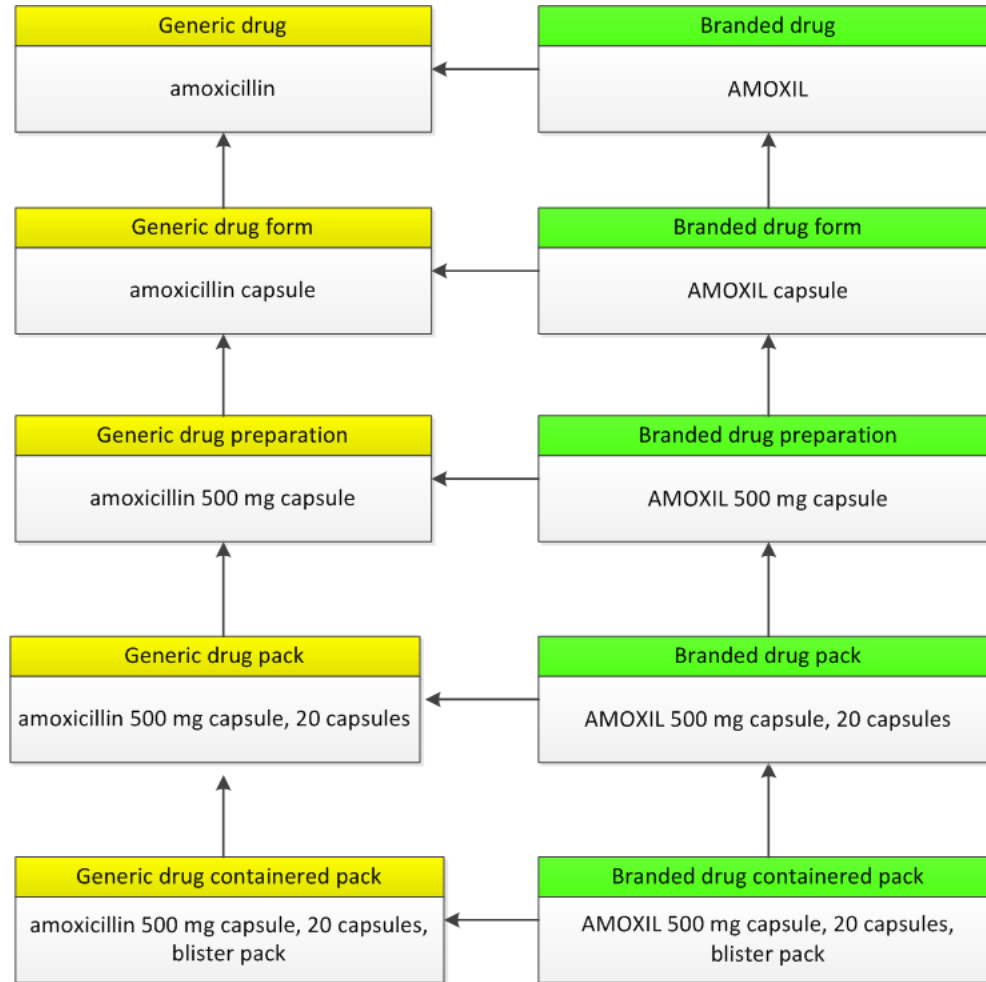 Generic drug
Branded drug
amoxicillin
AMOXIL
Generic drug form
Branded drug form
amoxicillin capsule
AMOXIL capsule
Generic drug preparation
Branded drug preparation
amoxicillin 500 mg capsule
AMOXIL 500 mg capsule
Generic drug pack
Branded drug pack
amoxicillin 500 mg capsule, 20 capsules
AMOXIL 500 mg capsule, 20 capsules
Generic drug containered pack
Branded drug containered pack
amoxicillin 500 mg capsule, 20 capsules,
blister pack
AMOXIL 500 mg capsule, 20 capsules,
blister pack